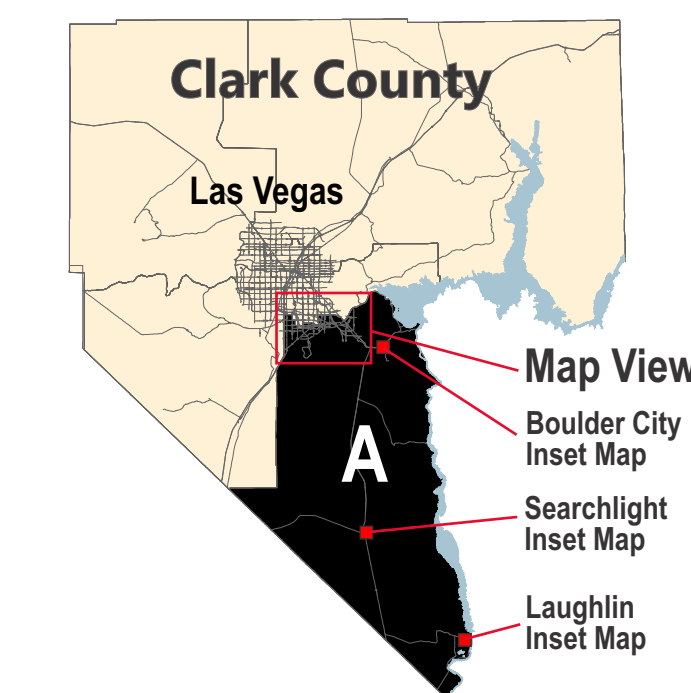 Clark County
Las Vegas
Map View
Boulder City
Inset Map
A
Searchlight
Inset Map
Laughlin
Inset Map